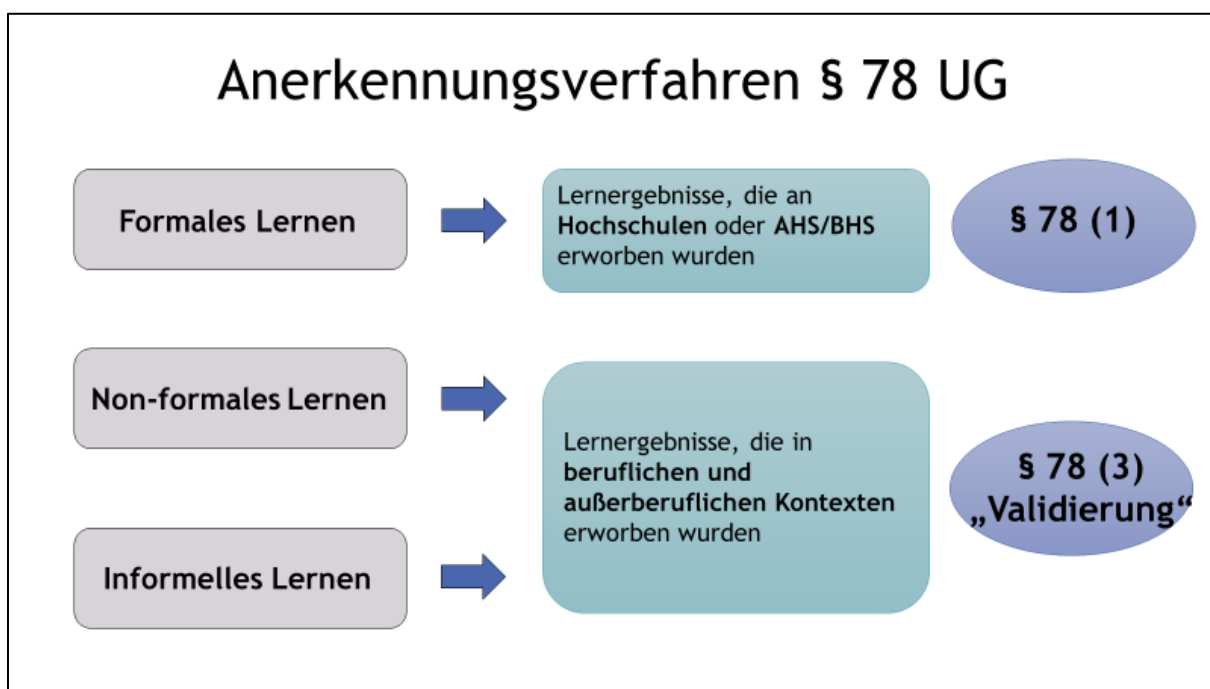 Anerkennungsverfahren § 78 UG
Formales Lernen
Lernergebnisse, die an
Hochschulen oder AHS/BHS
erworben wurden
§ 78 (1)
Non-formales Lernen
Lernergebnisse, die in
beruflichen und
außerberuflichen Kontexten
erworben wurden
§ 78 (3)
„Validierung“
Informelles Lernen